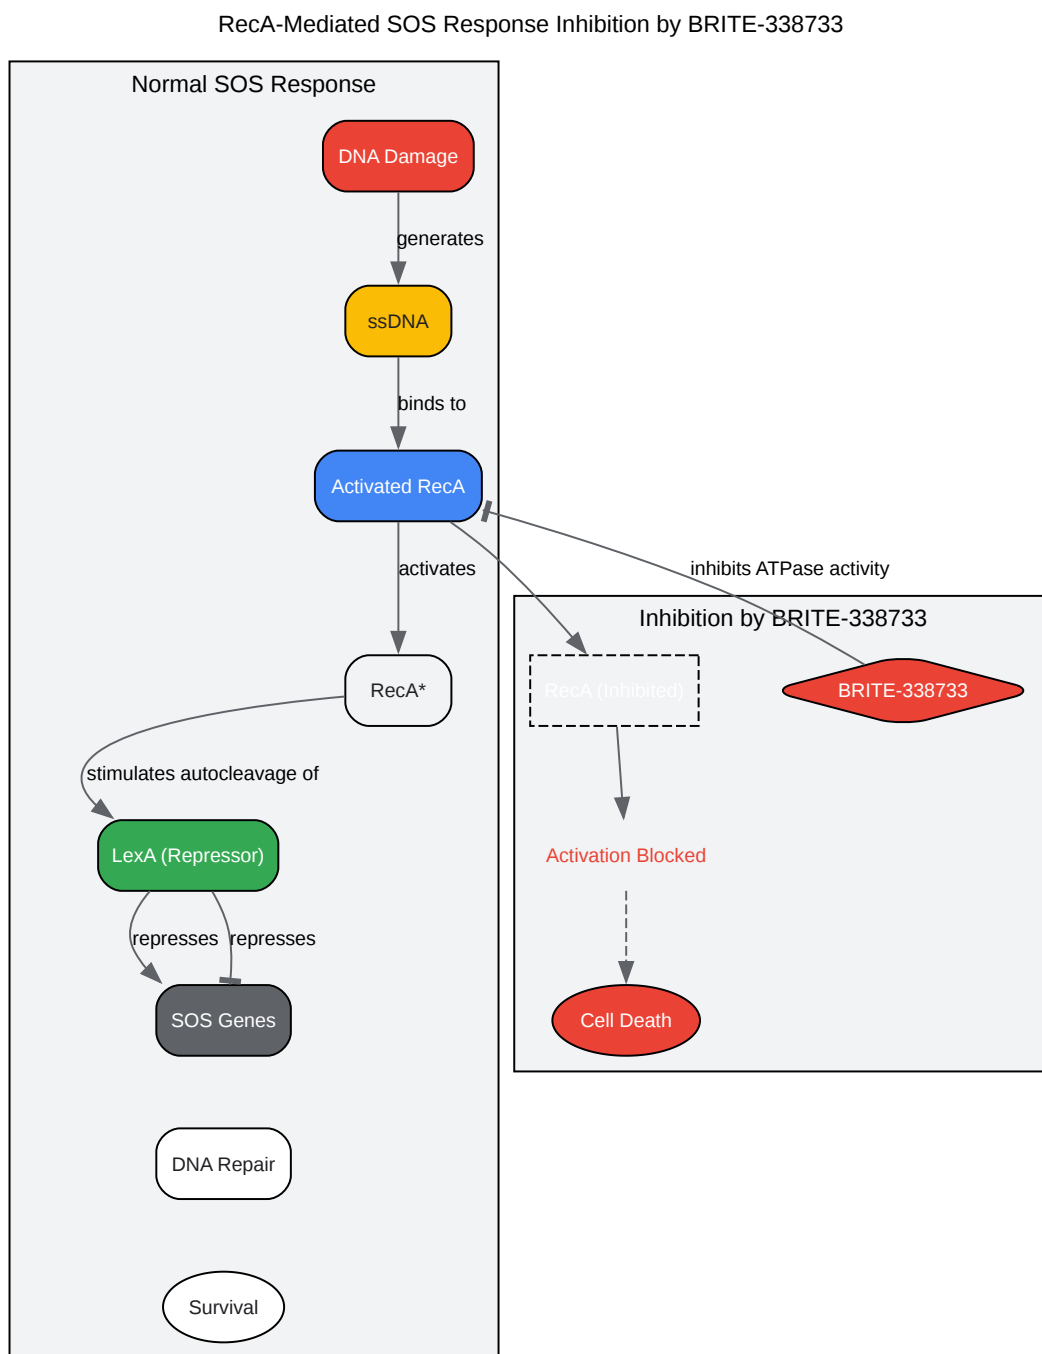 RecA-Mediated SOS Response Inhibition by BRITE-338733
Normal SOS Response
DNA Damage
generates
ssDNA
binds to
Activated RecA
activates
inhibits ATPase activity
Inhibition by BRITE-338733
RecA*
RecA (Inhibited)
BRITE-338733
stimulates autocleavage of
LexA (Repressor)
Activation Blocked
represses
represses
SOS Genes
Cell Death
DNA Repair
Survival